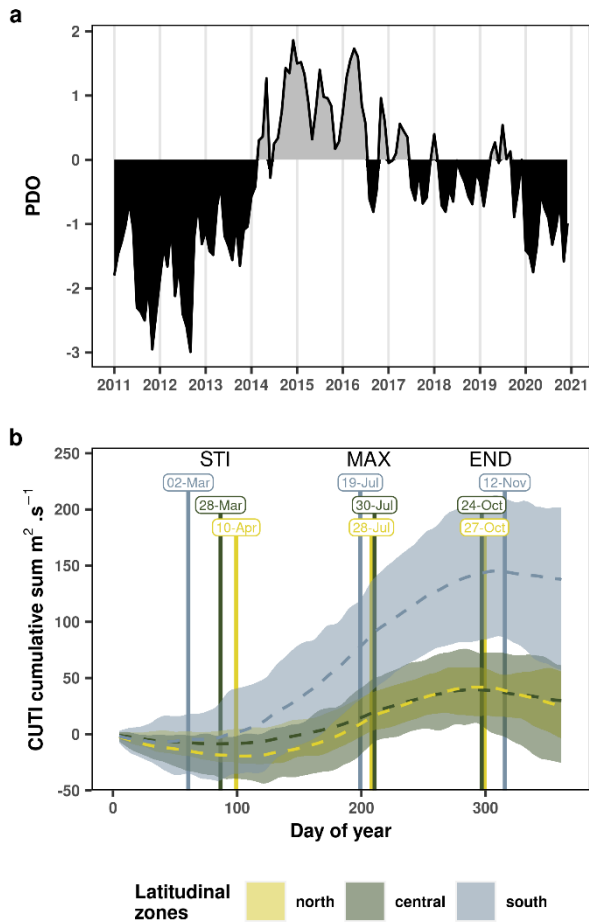 a
2
1
0
-1
-2
-3
PDO
2011 2012 2013 2014 2015 2016 2017 2018 2019 2020 2021
b
250
200
150
100
50
0
-50
CUTI cumulative sum m² .s⁻¹
STI MAX END
02-Mar 19-Jul 12-Nov
28-Mar 30-Jul 24-Oct
10-Apr 28-Jul 27-Oct
0 100 200 300
Day of year
Latitudinal
zones
north central south